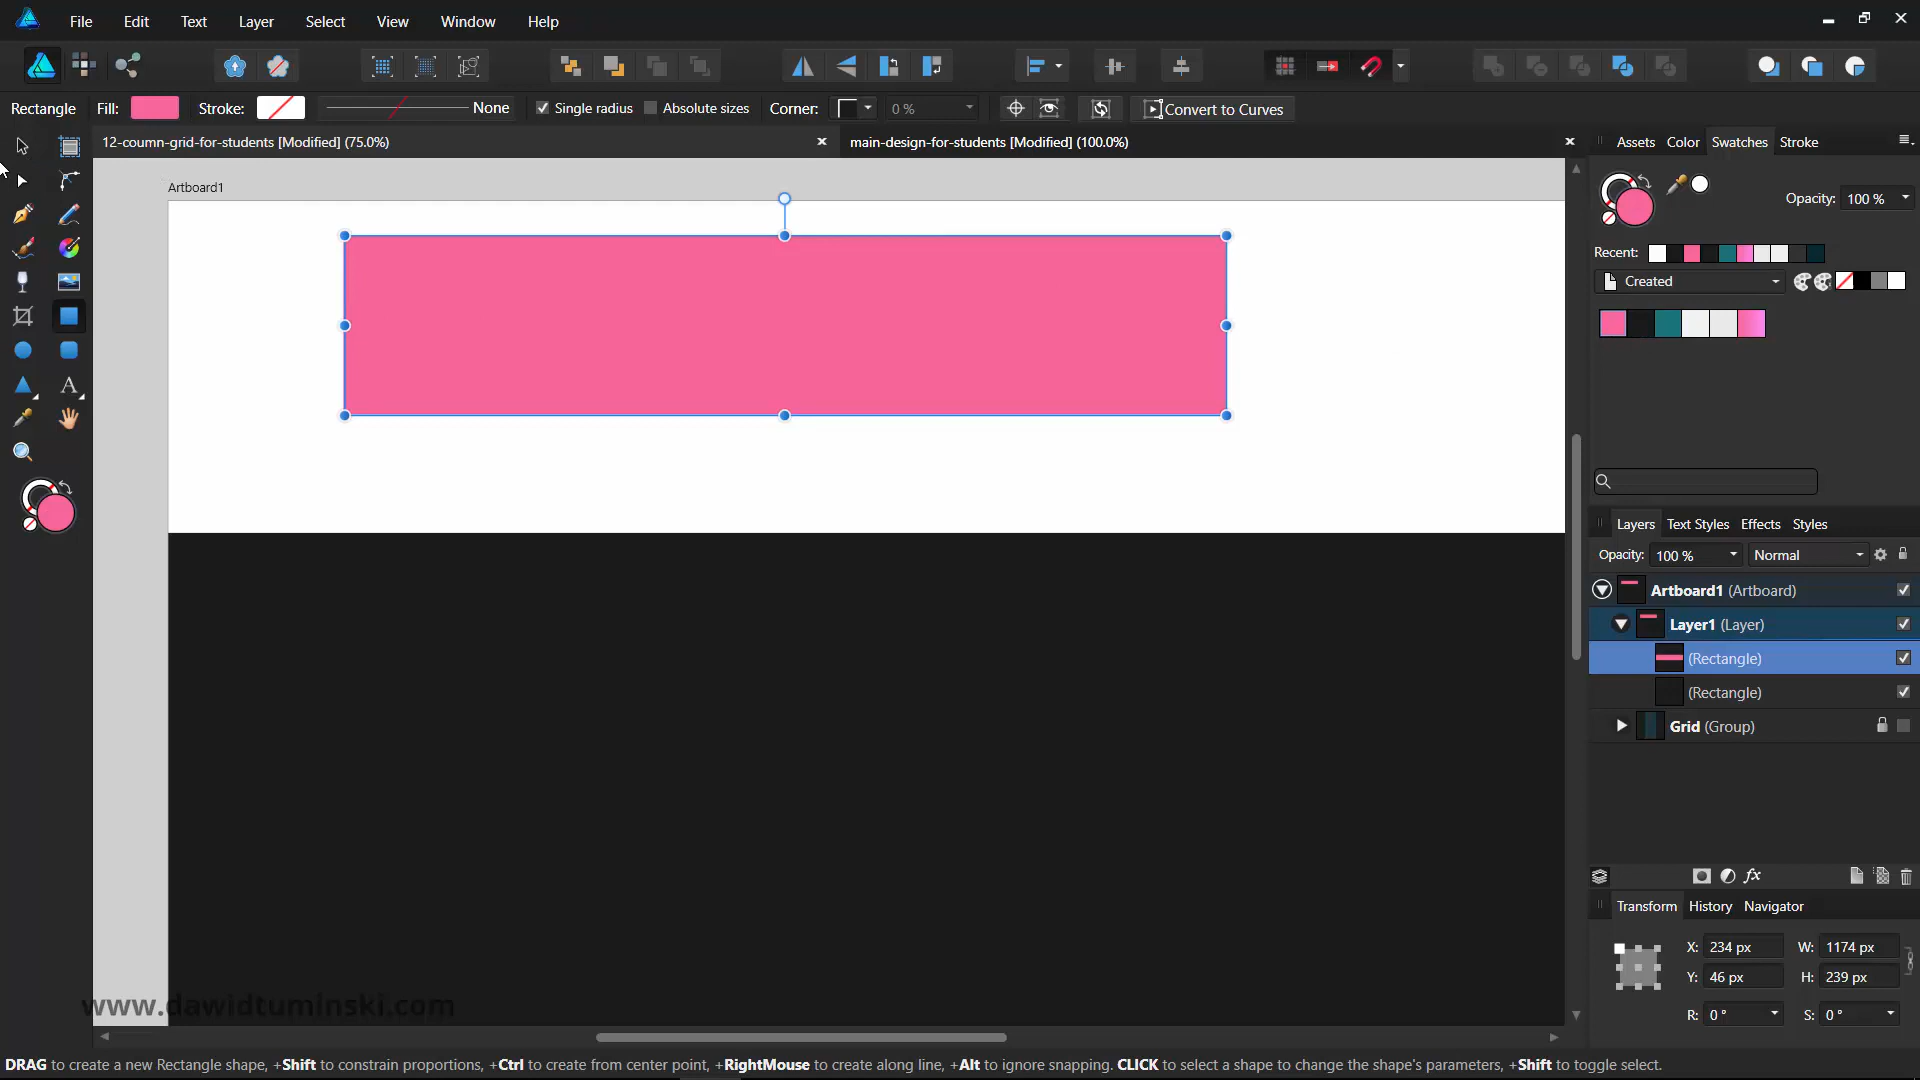 File Edit Text Layer Select View Window Help
Rectangle Fill: Stroke: None Single radius Absolute sizes Corner: 0 % Convert to Curves
12-coumn-grid-for-students [Modified] (75.0%) main-design-for-students [Modified] (100.0%)
Assets Color Swatches Stroke
Artboard1
Opacity: 100 %
Recent:
Created
Layers Text Styles Effects Styles
Opacity: 100 % Normal
Artboard1 (Artboard)
Layer1 (Layer)
(Rectangle)
(Rectangle)
Grid (Group)
fx
Transform History Navigator
X: 234 px W: 1174 px
Y: 46 px H: 239 px
R: 0 ° S: 0 °
www.dawidtuminski.com
DRAG to create a new Rectangle shape, +Shift to constrain proportions, +Ctrl to create from center point, +RightMouse to create along line, +Alt to ignore snapping. CLICK to select a shape to change the shape's parameters, +Shift to toggle select.